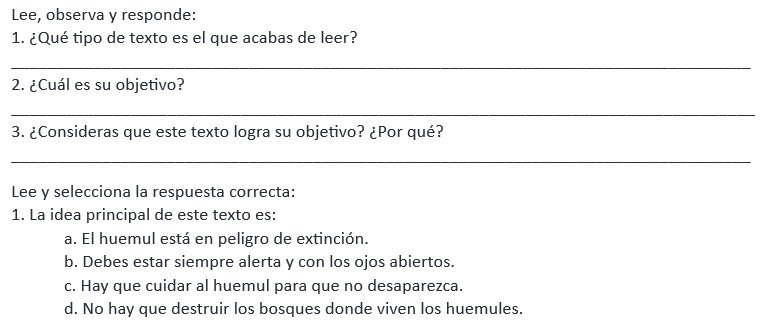 Lee, observa y responde:
1. ¿Qué tipo de texto es el que acabas de leer?
2. ¿Cuál es su objetivo?
3. ¿Consideras que este texto logra su objetivo? ¿Por qué?
Lee y selecciona la respuesta correcta:
1. La idea principal de este texto es:
a. El huemul está en peligro de extinción.
b. Debes estar siempre alerta y con los ojos abiertos.
c. Hay que cuidar al huemul para que no desaparezca.
d. No hay que destruir los bosques donde viven los huemules.